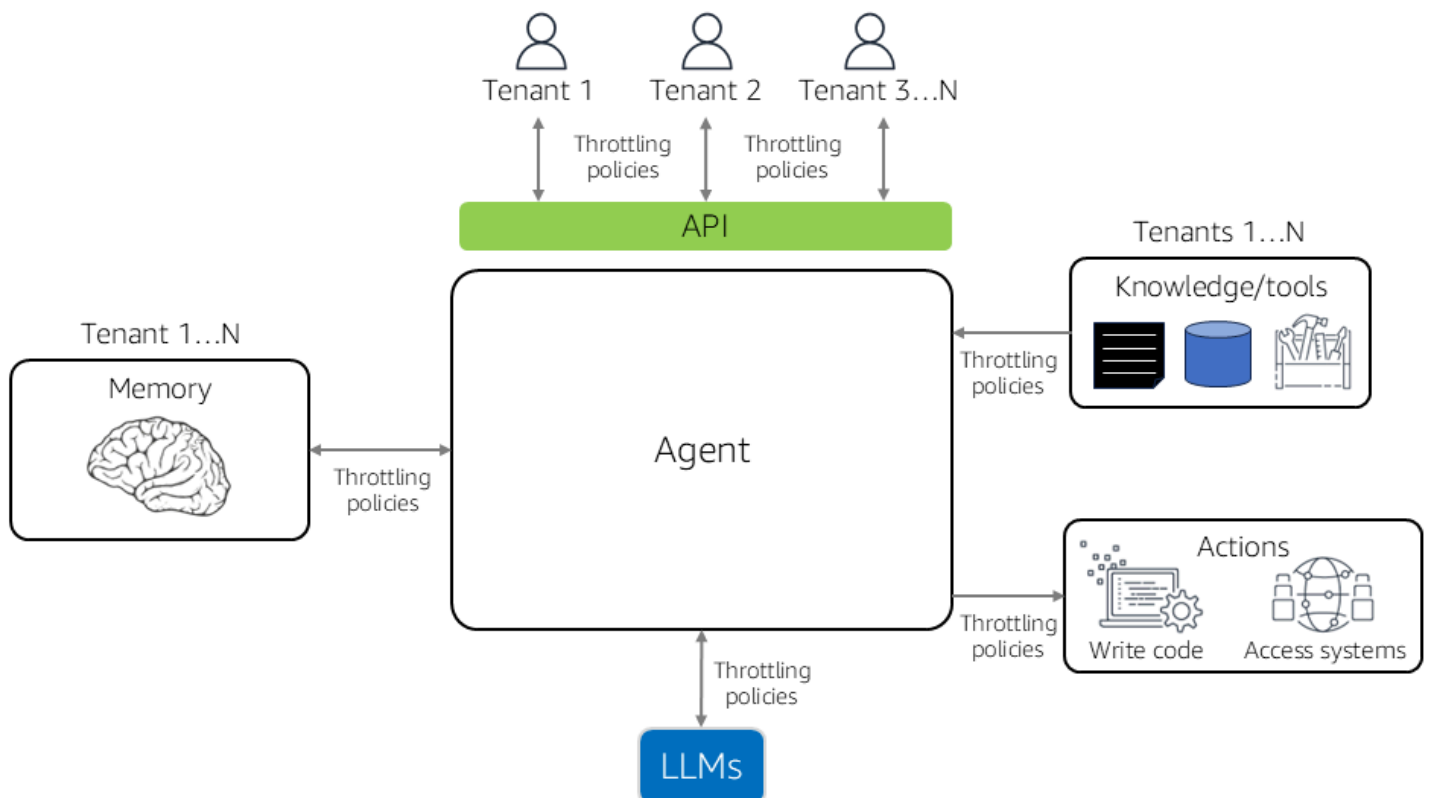 Tenant 1
Tenant 2
Tenant 3...N
Throttling
policies
Throttling
policies
API
Tenants 1...N
Knowledge/tools
Throttling
policies
Tenant 1...N
Memory
Throttling
policies
Agent
Actions
Write code
Access systems
Throttling
policies
Throttling
policies
LLMs